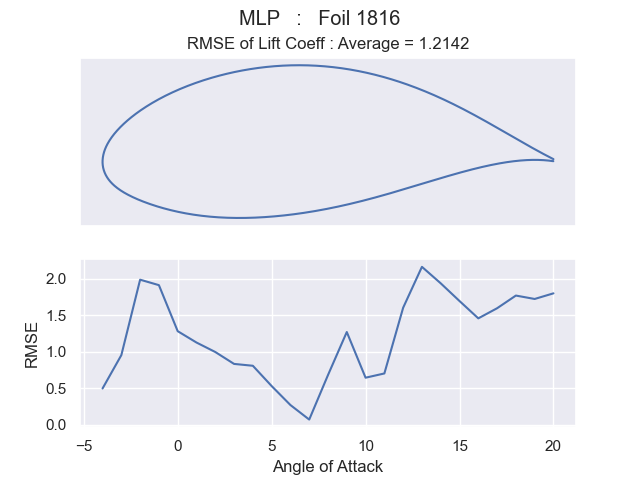 MLP : Foil 1816
RMSE of Lift Coeff : Average = 1.2142
2.0
1.5
1.0
0.5
0.0
RMSE
−5 0 5 10 15 20
Angle of Attack